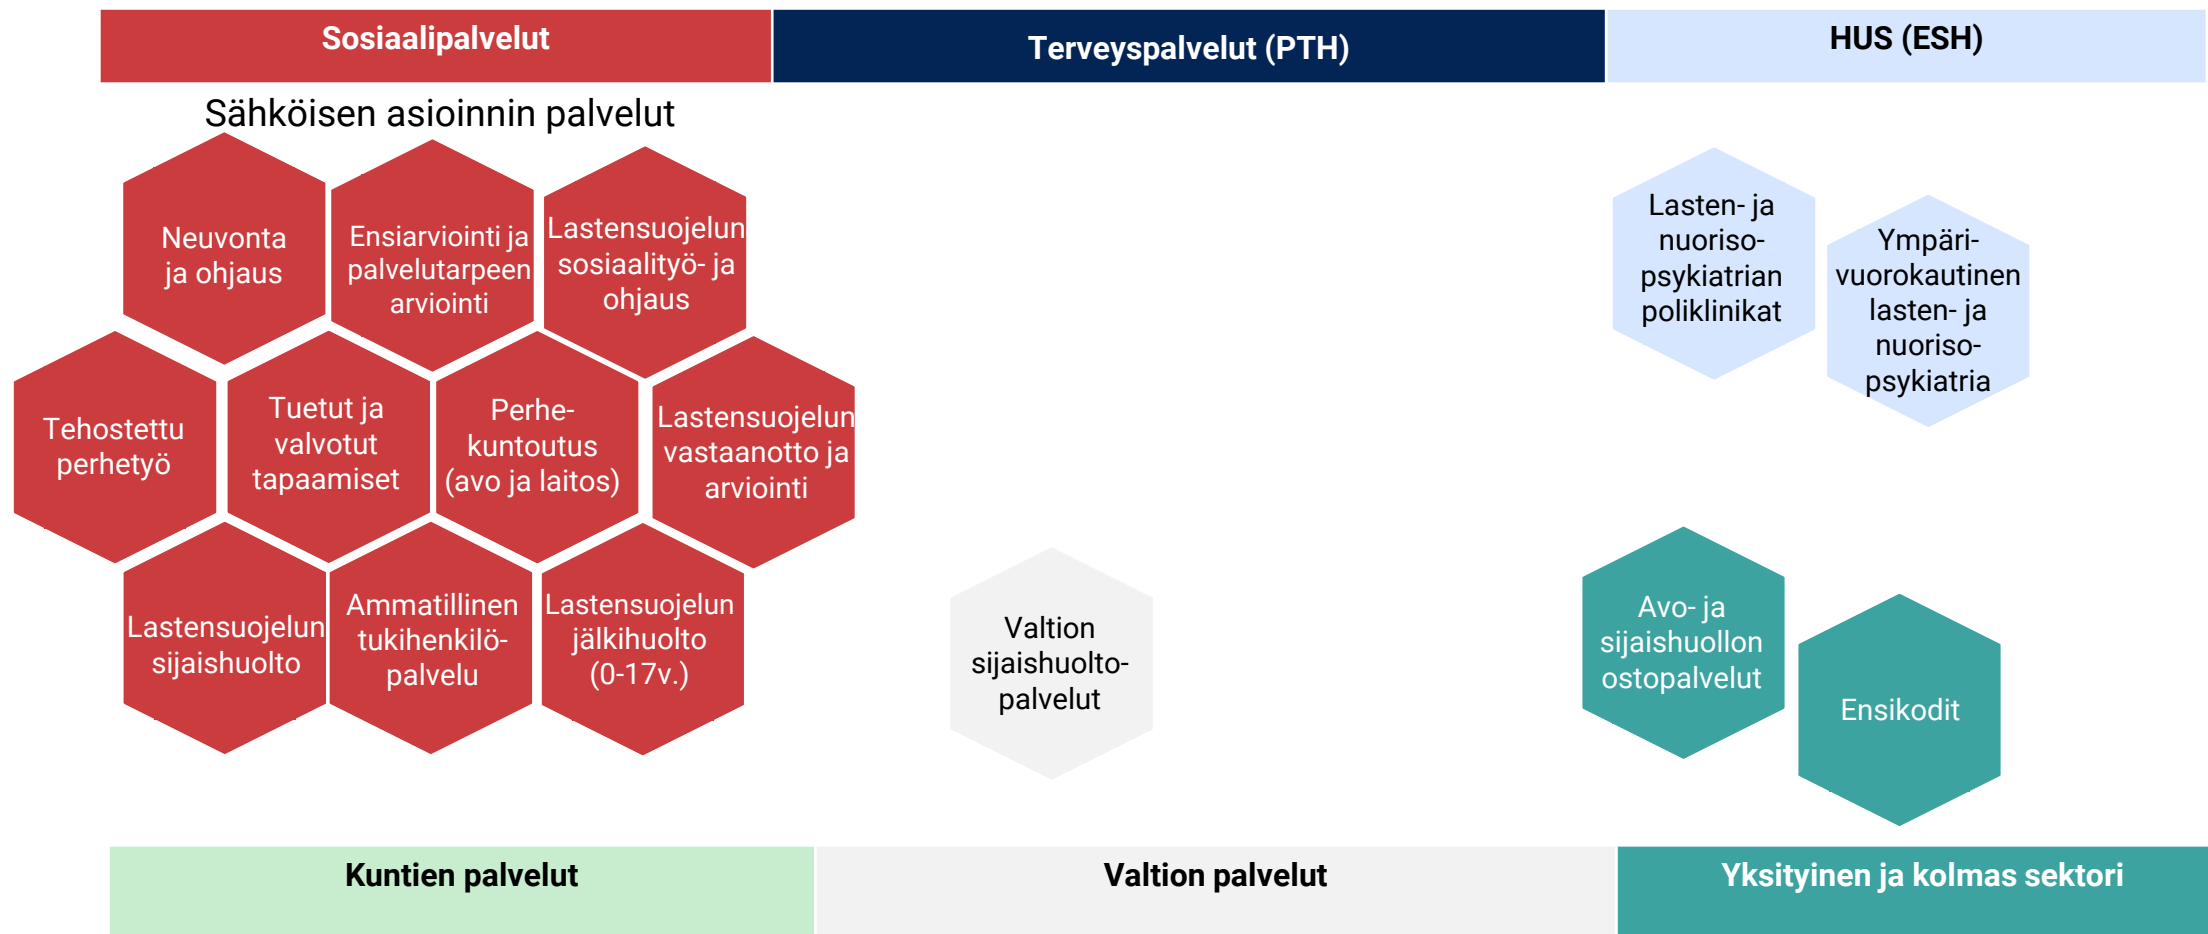 Sosiaalipalvelut
Terveyspalvelut (PTH)
HUS (ESH)
Sähköisen asioinnin palvelut
Neuvonta
ja ohjaus
Ensiarviointi ja
palvelutarpeen
arviointi
Lastensuojelun
sosiaalityö- ja
ohjaus
Lasten- ja
nuoriso-
psykiatrian
poliklinikat
Ympäri-
vuorokautinen
lasten- ja
nuoriso-
psykiatria
Tehostettu
perhetyö
Tuetut ja
valvotut
tapaamiset
Perhe-
kuntoutus
(avo ja laitos)
Lastensuojelun
vastaanotto ja
arviointi
Lastensuojelun
sijaishuolto
Ammatillinen
tukihenkilö-
palvelu
Lastensuojelun
jälkihuolto
(0-17v.)
Valtion
sijaishuolto-
palvelut
Avo- ja
sijaishuollon
ostopalvelut
Ensikodit
Kuntien palvelut
Valtion palvelut
Yksityinen ja kolmas sektori